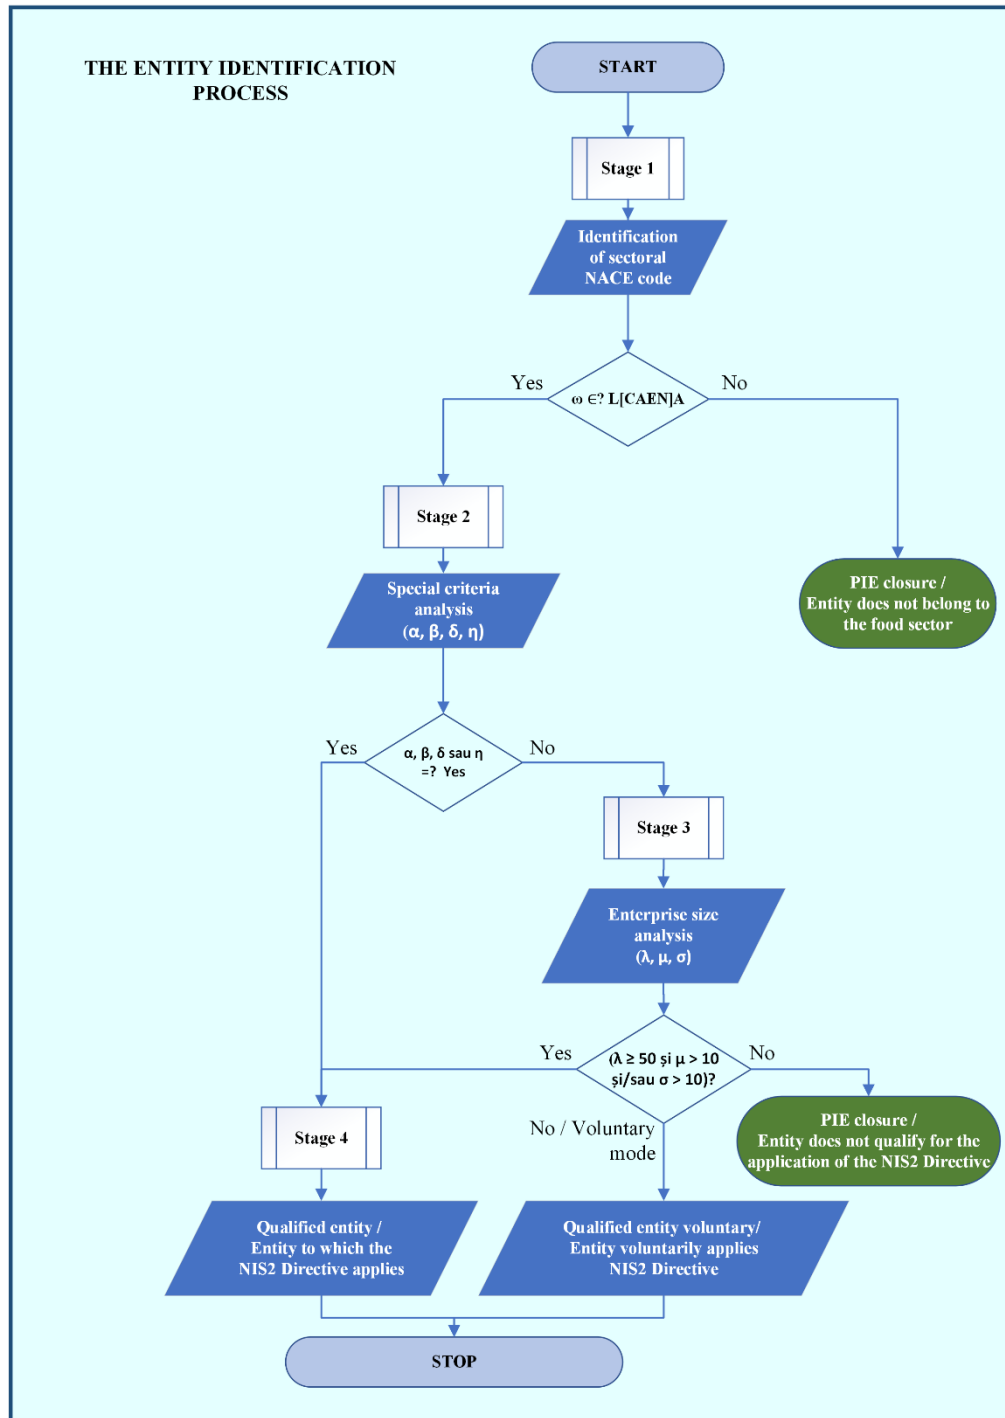 THE ENTITY IDENTIFICATION
PROCESS
START
Stage 1
Identification
of sectoral
NACE code
Yes
No
ω ∈? L[CAEN]A
Stage 2
Special criteria
analysis
(α, β, δ, η)
PIE closure /
Entity does not belong to
the food sector
Yes
No
α, β, δ sau η
=? Yes
Stage 3
Enterprise size
analysis
(λ, μ, σ)
Yes
No
(λ ≥ 50 și μ > 10
și/sau σ > 10)?
Stage 4
No / Voluntary
mode
PIE closure /
Entity does not qualify for the
application of the NIS2 Directive
Qualified entity /
Entity to which the
NIS2 Directive applies
Qualified entity voluntary/
Entity voluntarily applies
NIS2 Directive
STOP